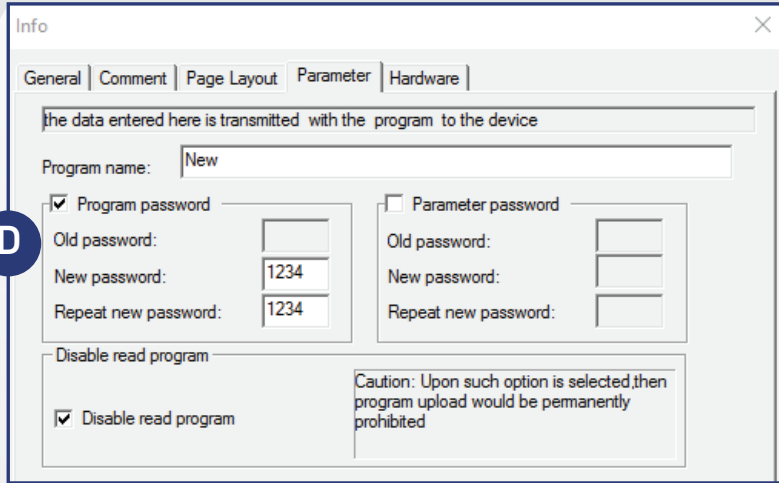 Info
General Comment Page Layout Parameter Hardware
the data entered here is transmitted with the program to the device
Program name: New
Program password
Old password:
New password: 1234
Repeat new password: 1234
Parameter password
Old password:
New password:
Repeat new password:
D
Disable read program
Disable read program
Caution: Upon such option is selected,then
program upload would be permanently
prohibited